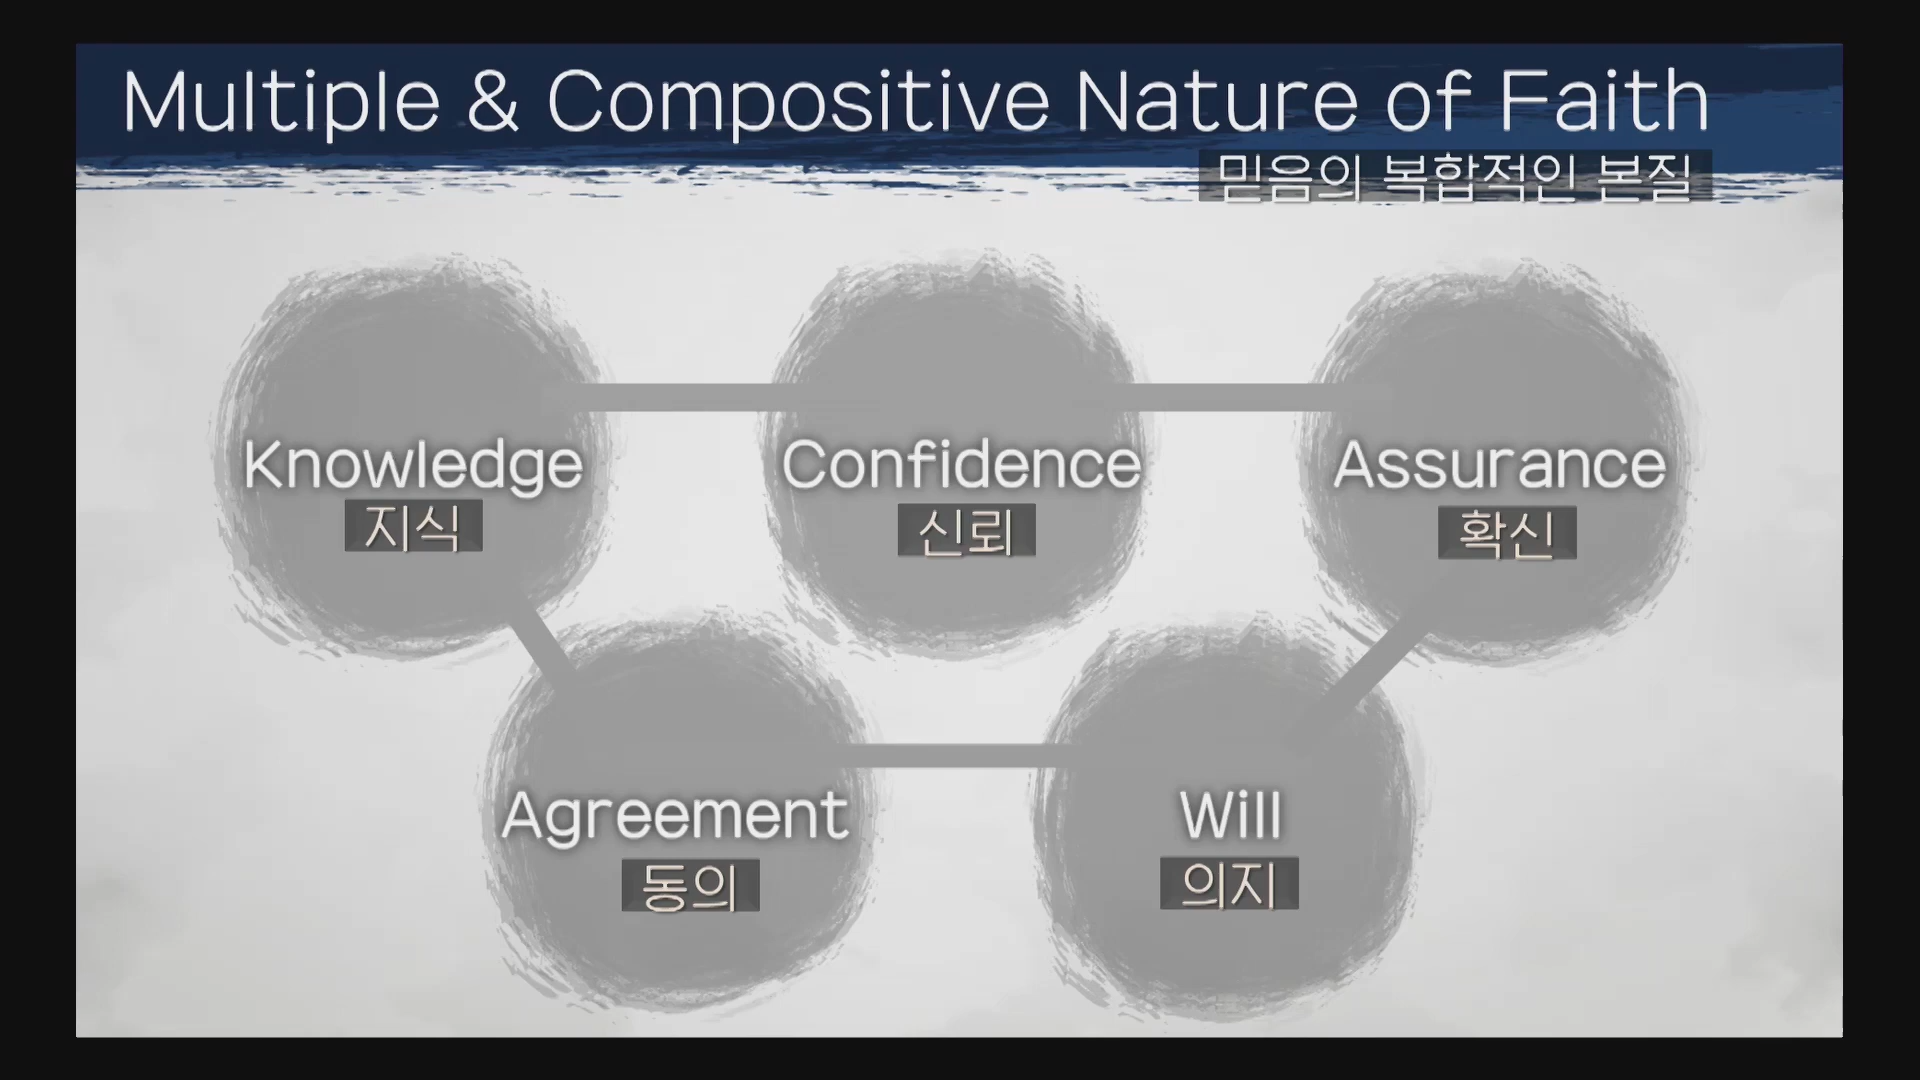 Multiple & Compositive Nature of Faith
믿음의 복합적인 본질
Knowledge
지식
Confidence
신뢰
Assurance
확신
Agreement
동의
Will
의지